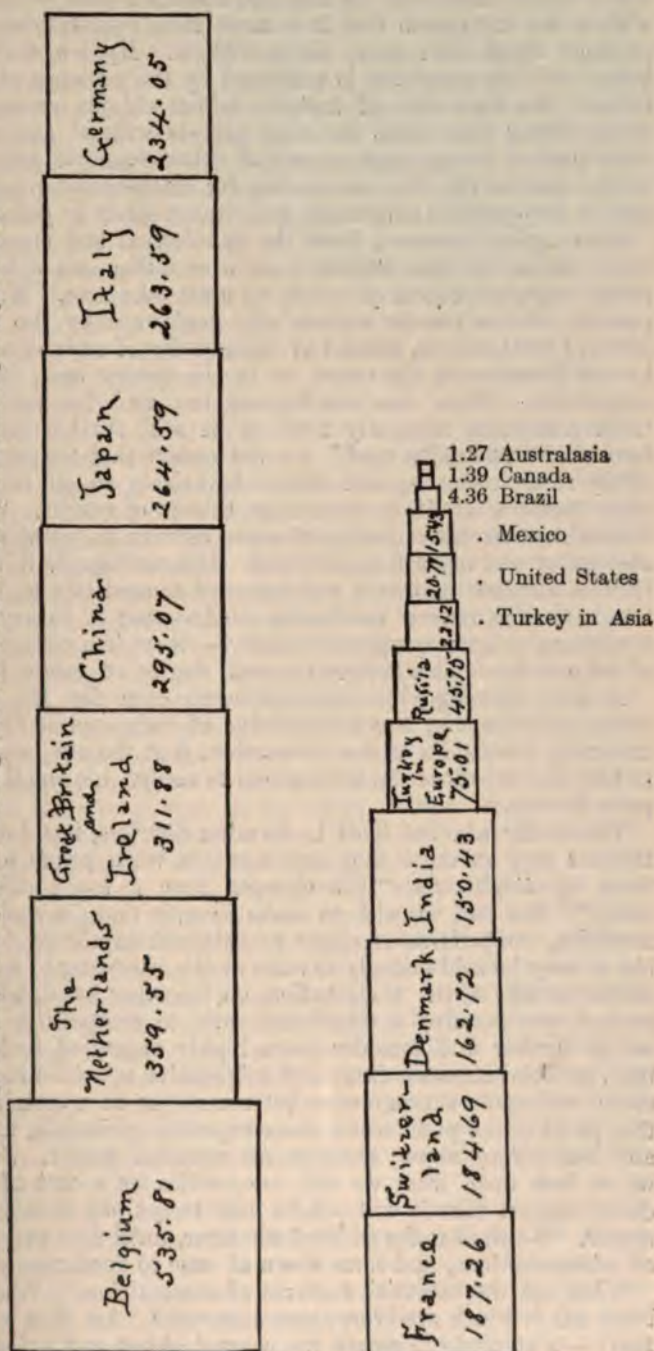 Germany
234.05
Italy
263.59
Japan
264.59
China
295.07
Great Britain
and
Ireland
311.88
The
Netherlands
359.55
Belgium
535.81
1.27 Australasia
1.39 Canada
4.36 Brazil
15.43 . Mexico
20.77 . United States
23.12 . Turkey in Asia
Russia
45.75
Turkey
in
Europe
75.01
India
150.43
Denmark
162.72
Switzer-
land
184.69
France
187.26